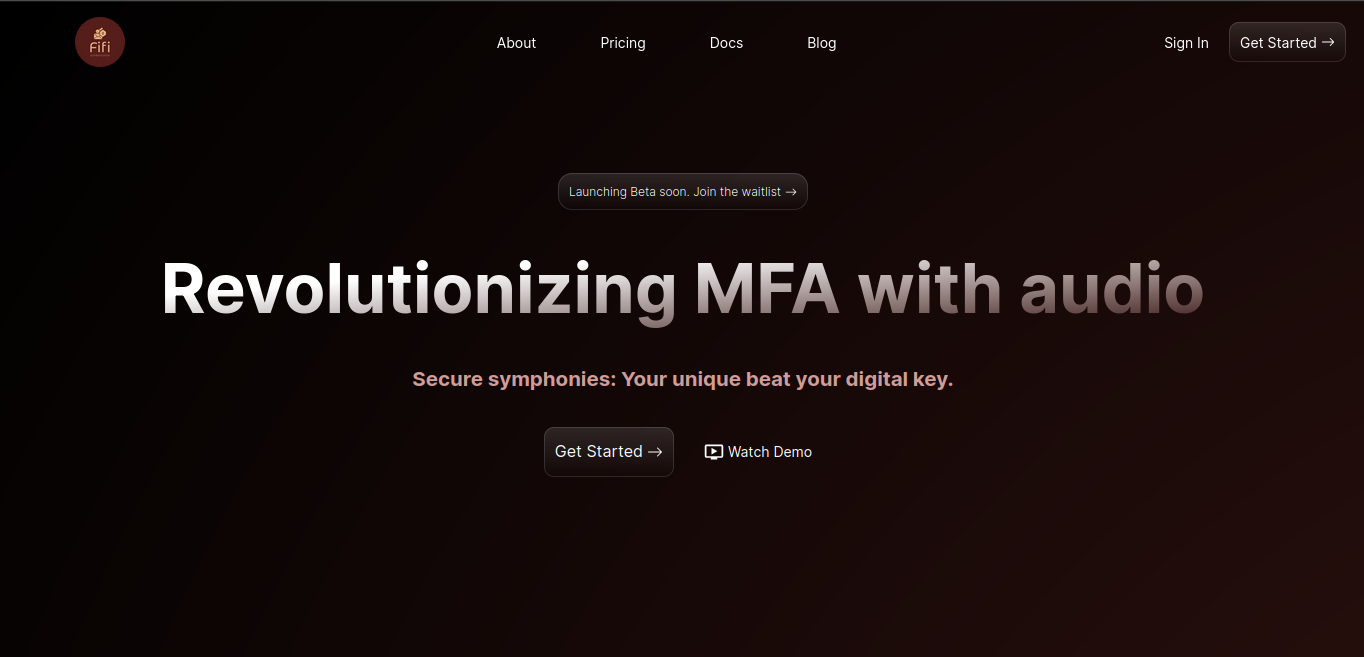 Fifi
About
Pricing
Docs
Blog
Sign In
Get Started →
Launching Beta soon. Join the waitlist →
Revolutionizing MFA with audio
Secure symphonies: Your unique beat your digital key.
Get Started →
Watch Demo